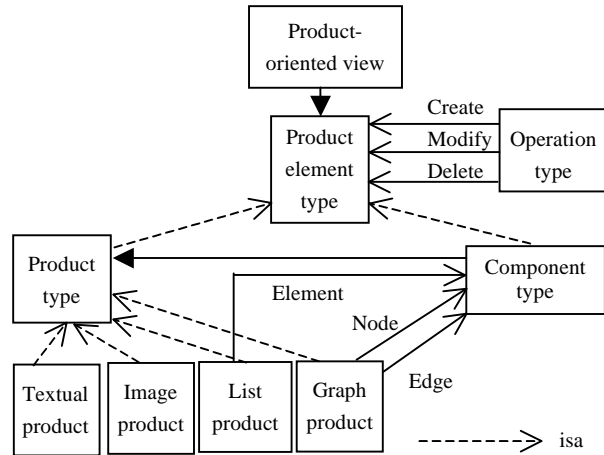 Product-
oriented view
Create
Product
element
type
Modify
Delete
Operation
type
Product
type
Component
type
Element
Node
Edge
Textual
product
Image
product
List
product
Graph
product
isa